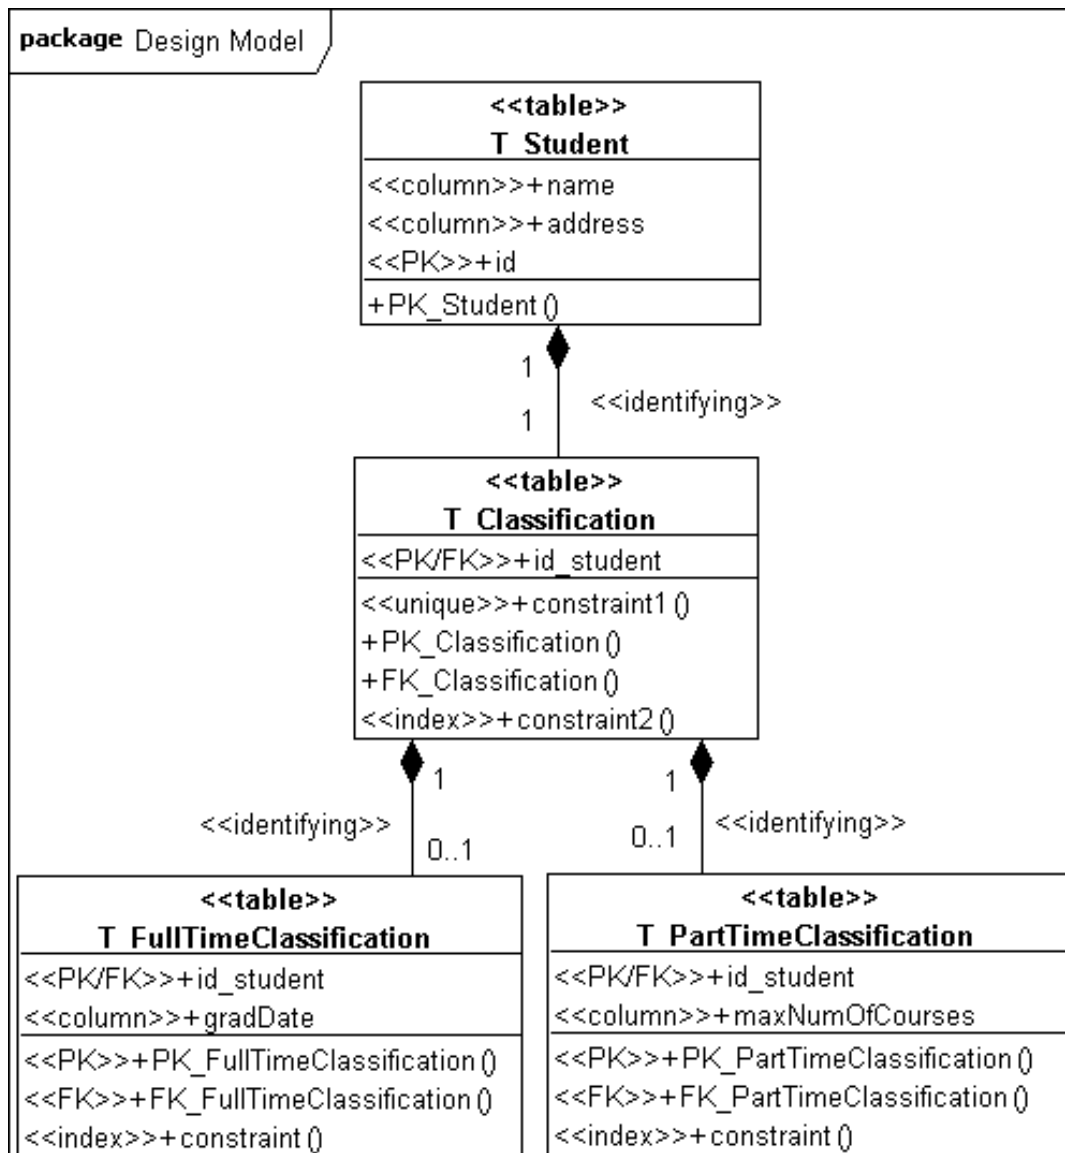 package Design Model
<<table>>
T_Student
<<column>>+name
<<column>>+address
<<PK>>+id
+PK_Student()
1
<<identifying>>
1
<<table>>
T_Classification
<<PK/FK>>+id_student
<<unique>>+constraint1()
+PK_Classification()
+FK_Classification()
<<index>>+constraint2()
1
1
<<identifying>>
<<identifying>>
0..1
0..1
<<table>>
T_FullTimeClassification
<<PK/FK>>+id_student
<<column>>+gradDate
<<PK>>+PK_FullTimeClassification()
<<FK>>+FK_FullTimeClassification()
<<index>>+constraint()
<<table>>
T_PartTimeClassification
<<PK/FK>>+id_student
<<column>>+maxNumOfCourses
<<PK>>+PK_PartTimeClassification()
<<FK>>+FK_PartTimeClassification()
<<index>>+constraint()